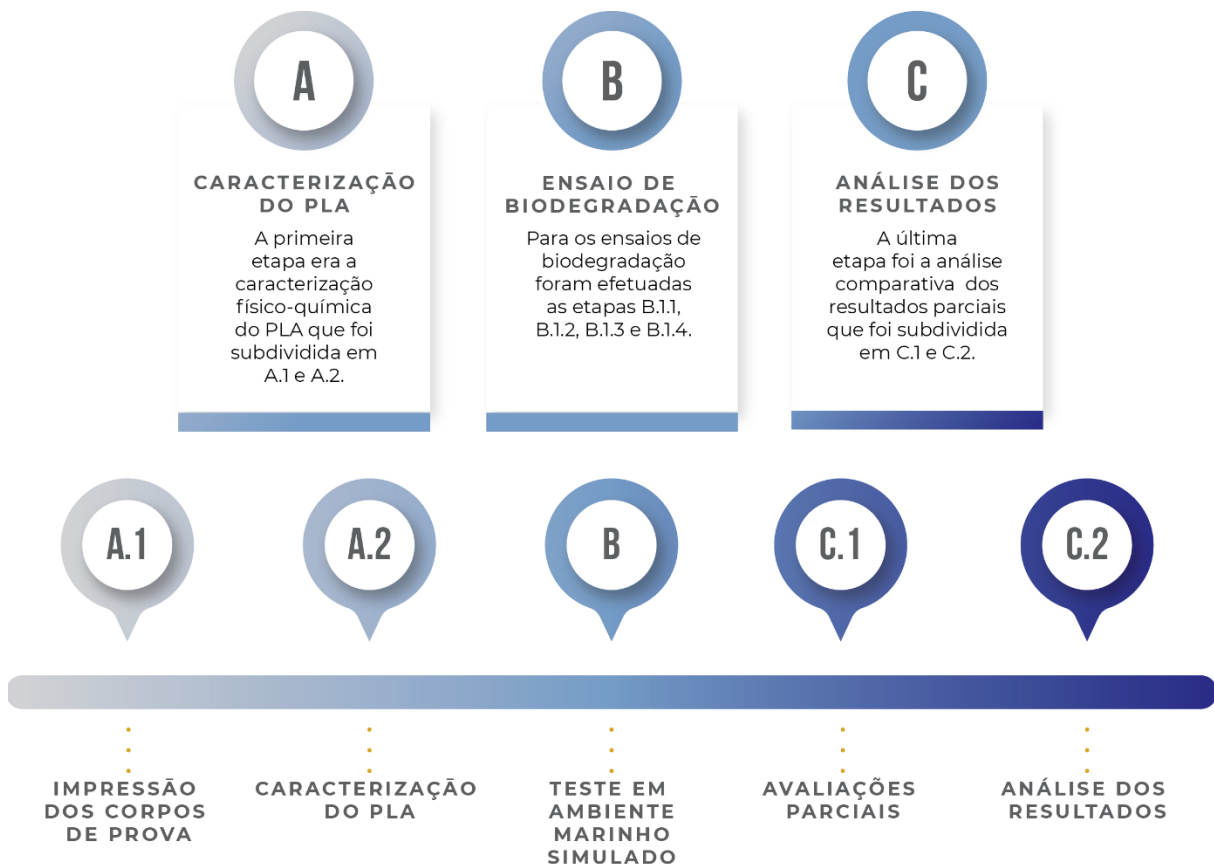 A
CARACTERIZAÇÃO
DO PLA
A primeira
etapa era a
caracterização
físico-química
do PLA que foi
subdividida em
A.1 e A.2.
B
ENSAIO DE
BIODEGRADAÇÃO
Para os ensaios de
biodegradação
foram efetuadas
as etapas B.1.1,
B.1.2, B.1.3 e B.1.4.
C
ANÁLISE DOS
RESULTADOS
A última
etapa foi a análise
comparativa dos
resultados parciais
que foi subdividida
em C.1 e C.2.
A.1
A.2
B
C.1
C.2
IMPRESSÃO
DOS CORPOS
DE PROVA
CARACTERIZAÇÃO
DO PLA
TESTE EM
AMBIENTE
MARINHO
SIMULADO
AVALIAÇÕES
PARCIAIS
ANÁLISE DOS
RESULTADOS